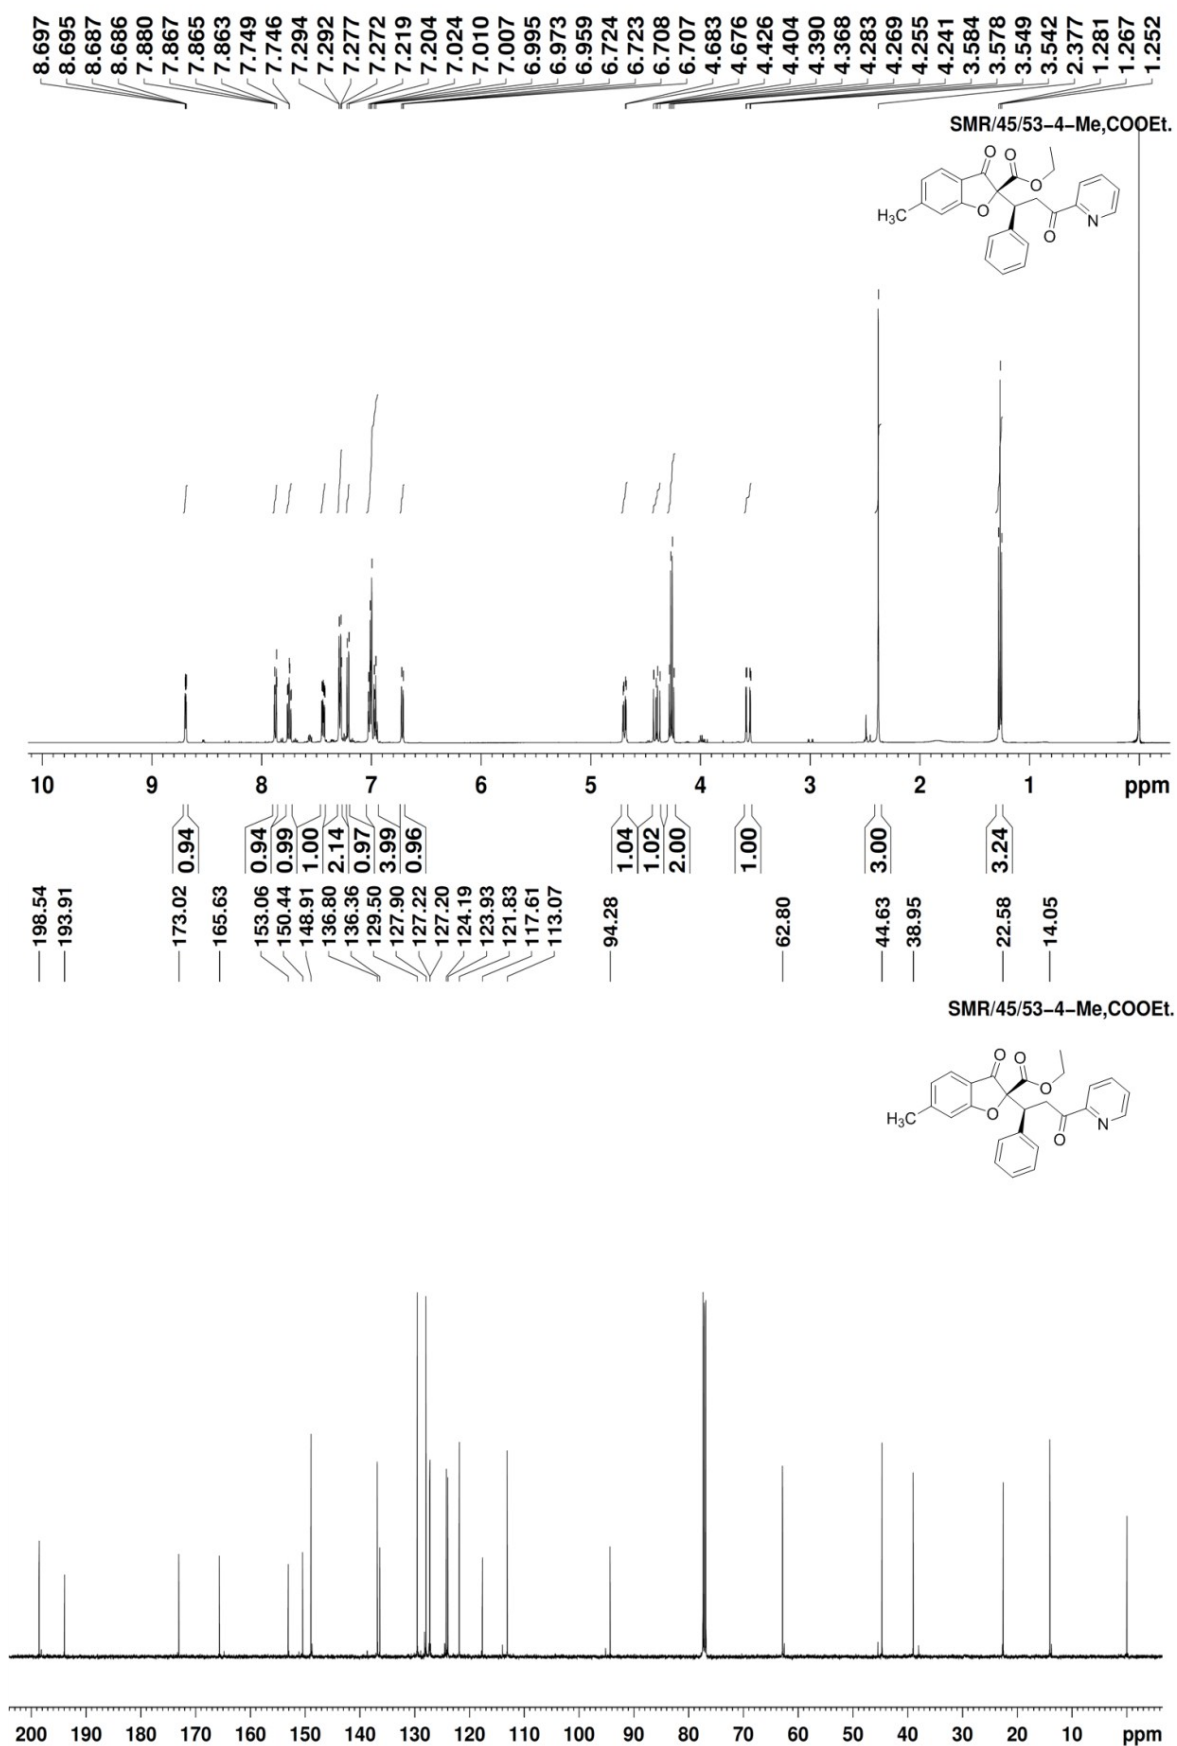 8.697 8.695 8.687 8.686 7.880 7.867 7.865 7.863 7.749 7.746 7.294 7.292 7.277 7.272 7.219 7.204 7.024 7.010 7.007 6.995 6.973 6.959 6.724 6.723 6.708 6.707 4.683 4.676 4.426 4.404 4.390 4.368 4.283 4.269 4.255 4.241 3.584 3.578 3.549 3.542 2.377 1.281 1.267 1.252
SMR/45/53–4–Me,COOEt.
O O
O
H3C O
O N
10 9 8 7 6 5 4 3 2 1 ppm
0.94 0.94 0.99 1.00 2.14 0.97 3.99 0.96 1.04 1.02 2.00 1.00 3.00 3.24
198.54 193.91 173.02 165.63 153.06 150.44 148.91 136.80 136.36 129.50 127.90 127.22 127.20 124.19 123.93 121.83 117.61 113.07 94.28 62.80 44.63 38.95 22.58 14.05
SMR/45/53–4–Me,COOEt.
O O
O
H3C O
O N
200 190 180 170 160 150 140 130 120 110 100 90 80 70 60 50 40 30 20 10 ppm